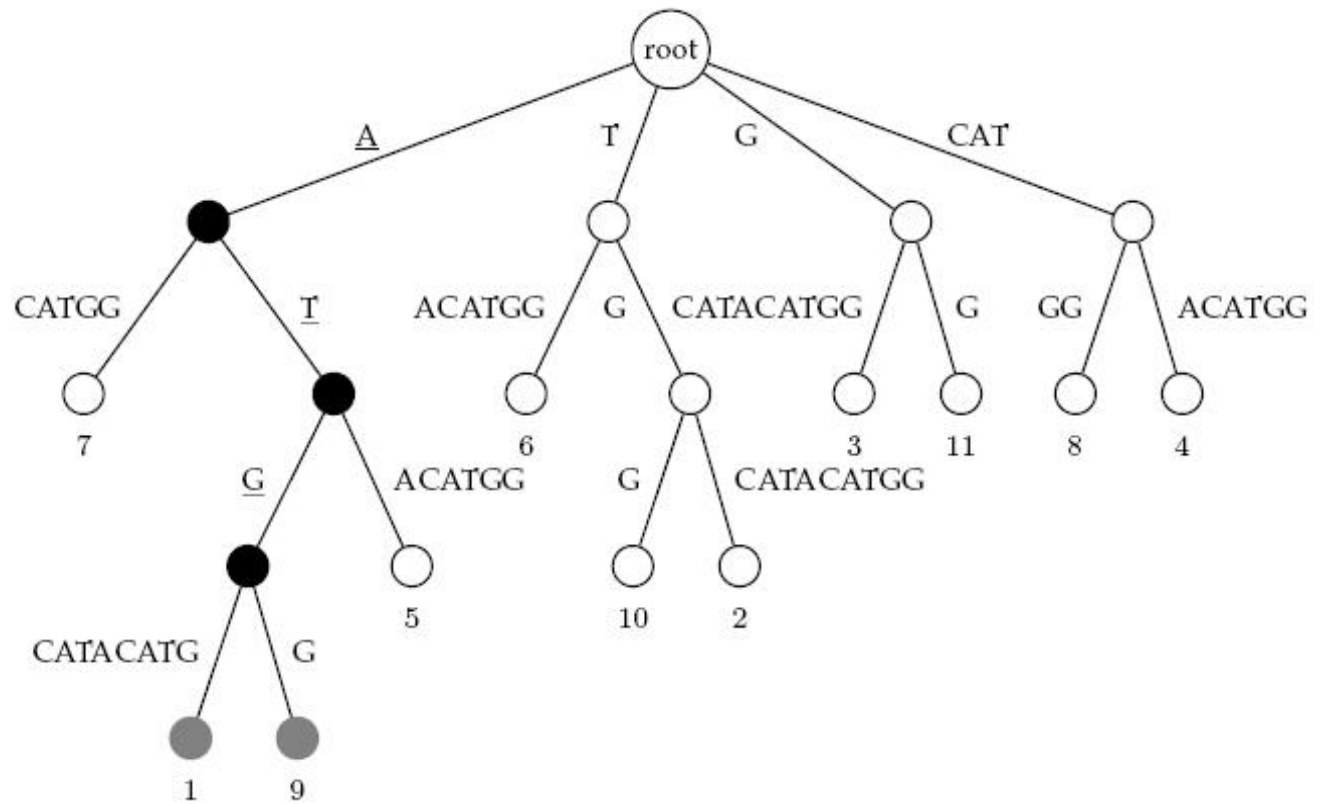 root
A T G CAT
CATGG T ACATGG G CATACATGG G GG ACATGG
7 6 3 11 8 4
G ACATGG G CATACATGG
5 10 2
CATACATG G
1 9